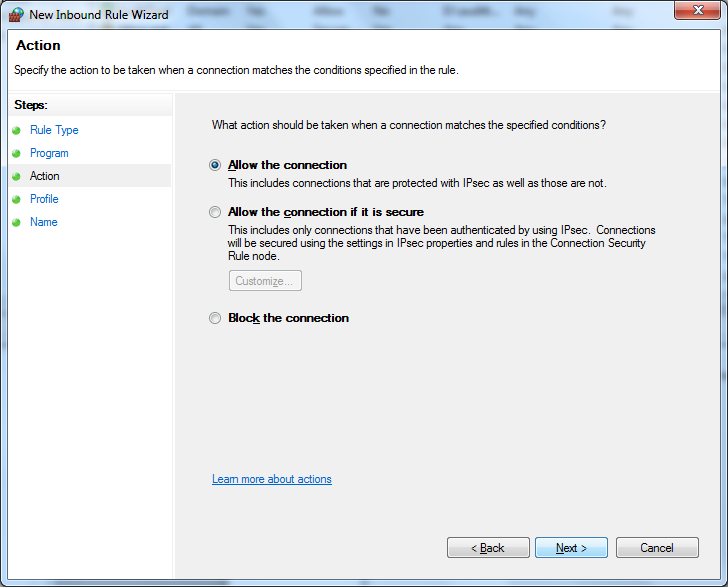 New Inbound Rule Wizard
Action
Specify the action to be taken when a connection matches the conditions specified in the rule.
Steps:
Rule Type
Program
Action
Profile
Name
What action should be taken when a connection matches the specified conditions?
Allow the connection
This includes connections that are protected with IPsec as well as those are not.
Allow the connection if it is secure
This includes only connections that have been authenticated by using IPsec. Connections
will be secured using the settings in IPsec properties and rules in the Connection Security
Rule node.
Customize...
Block the connection
Learn more about actions
< Back
Next >
Cancel